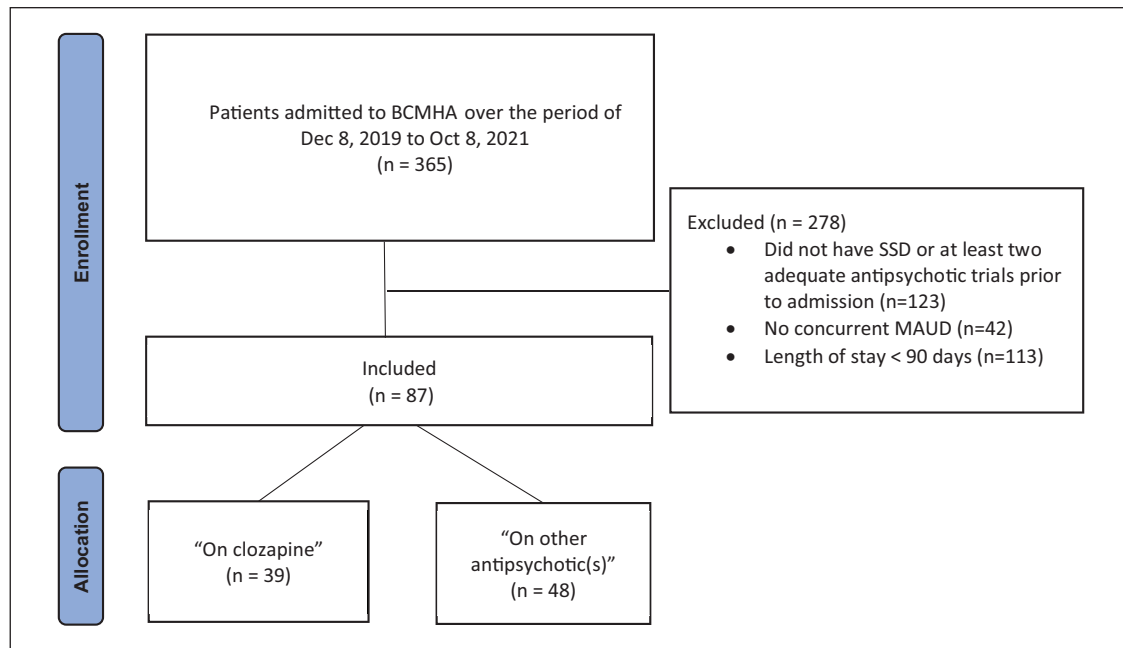 Enrollment
Patients admitted to BCMHA over the period of
Dec 8, 2019 to Oct 8, 2021
(n = 365)
Excluded (n = 278)
• Did not have SSD or at least two
adequate antipsychotic trials prior
to admission (n=123)
• No concurrent MAUD (n=42)
• Length of stay < 90 days (n=113)
Included
(n = 87)
Allocation
“On clozapine”
(n = 39)
“On other
antipsychotic(s)”
(n = 48)